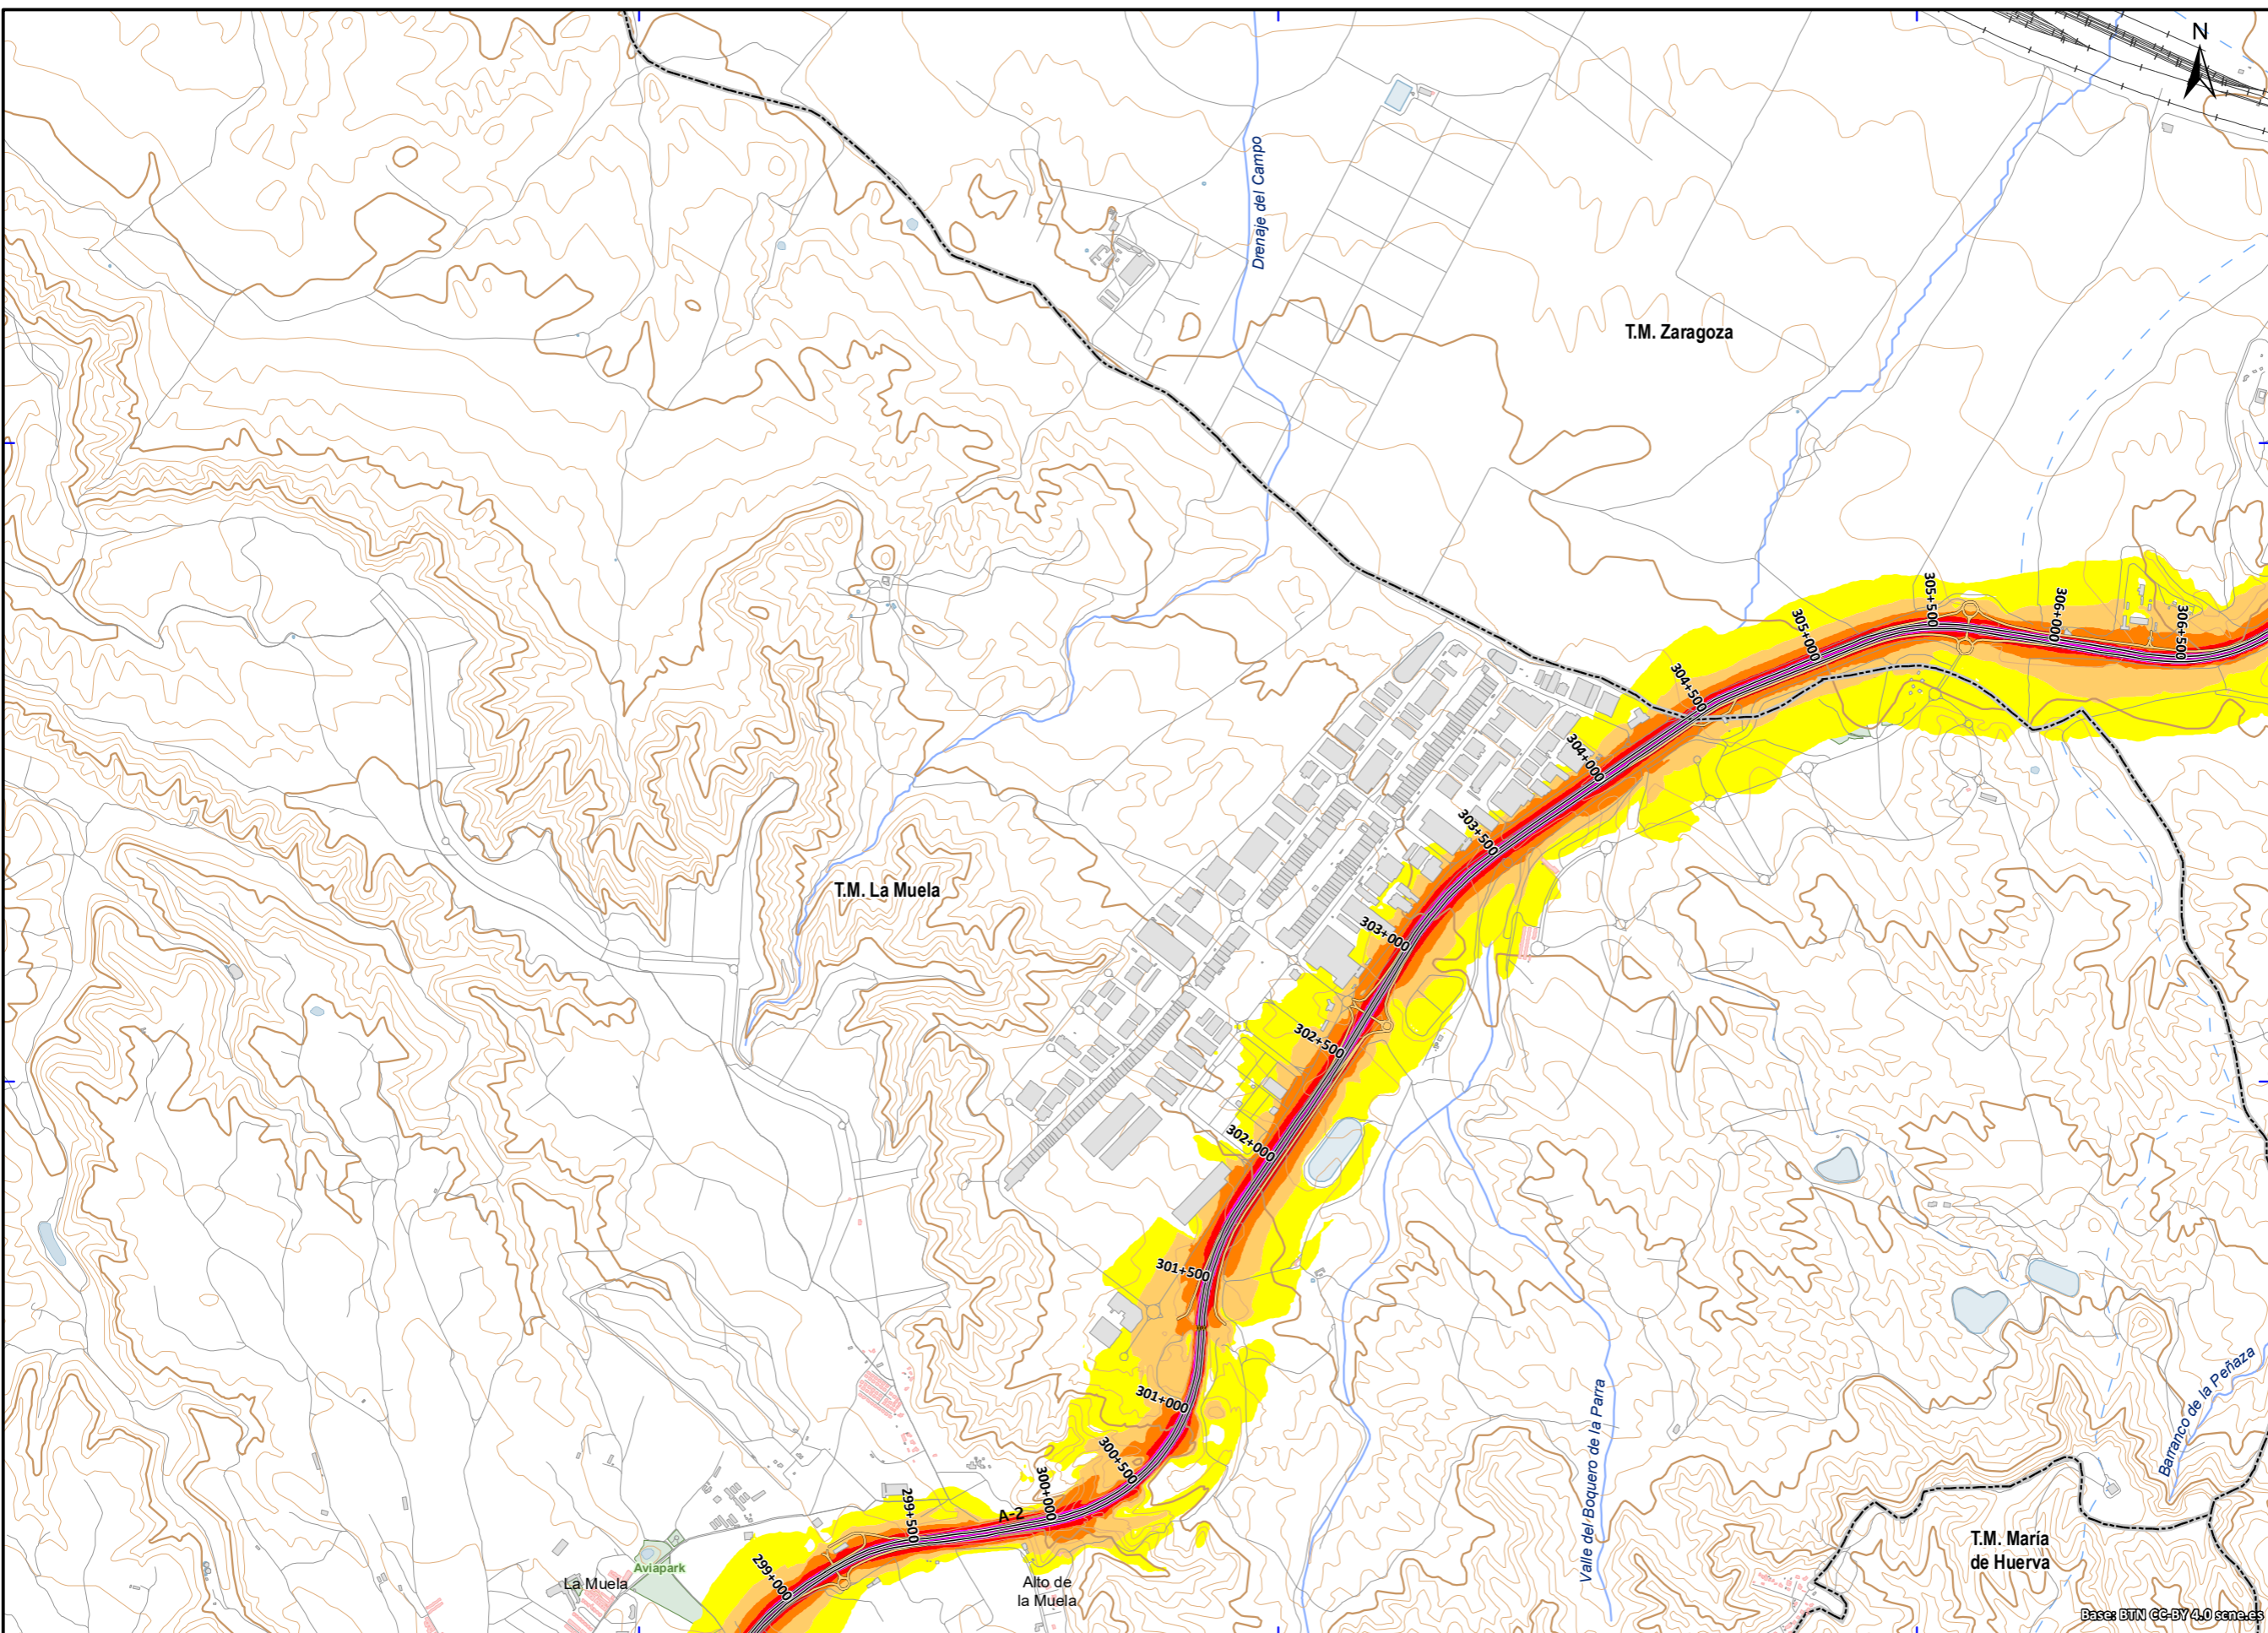 N
Drenaje del Campo
T.M. Zaragoza
305+500
306+000
306+500
305+000
304+500
304+000
303+500
T.M. La Muela
303+000
302+500
302+000
301+500
301+000
300+500
300+000
299+500
A-2
299+000
Aviapark
La Muela
Alto de
la Muela
Valle del Boquero de la Parra
Barranco de la Peñaza
T.M. María
de Huerva
Base: BTN CC-BY 4.0 scne.es